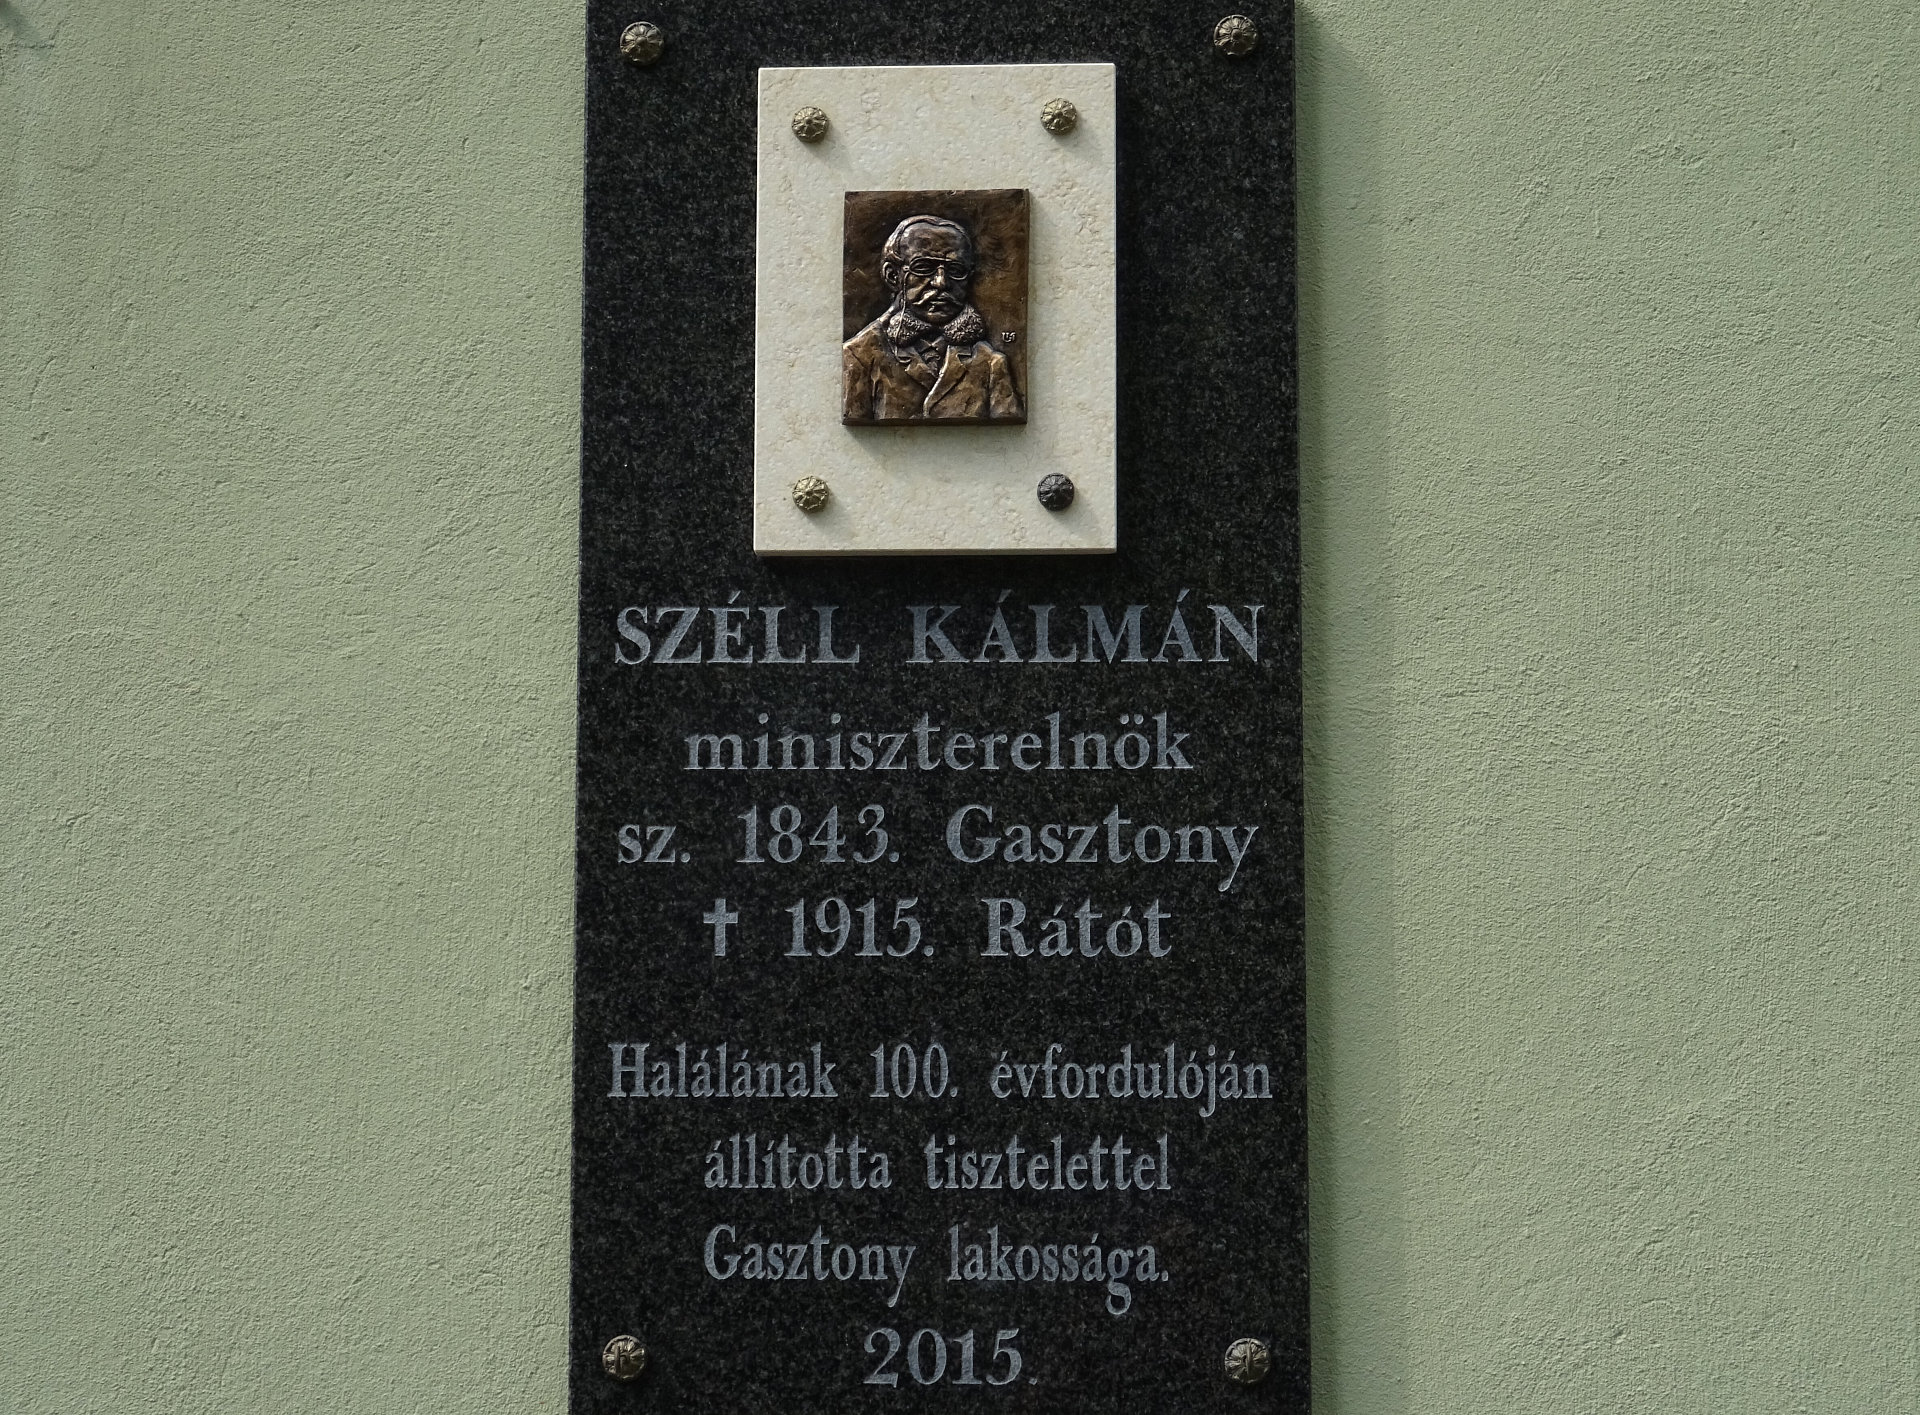 SZÉLL KÁLMÁN
miniszterelnök
sz. 1843. Gasztony
† 1915. Rátót
Halálának 100. évfordulóján
állította tisztelettel
Gasztony lakossága.
2015.